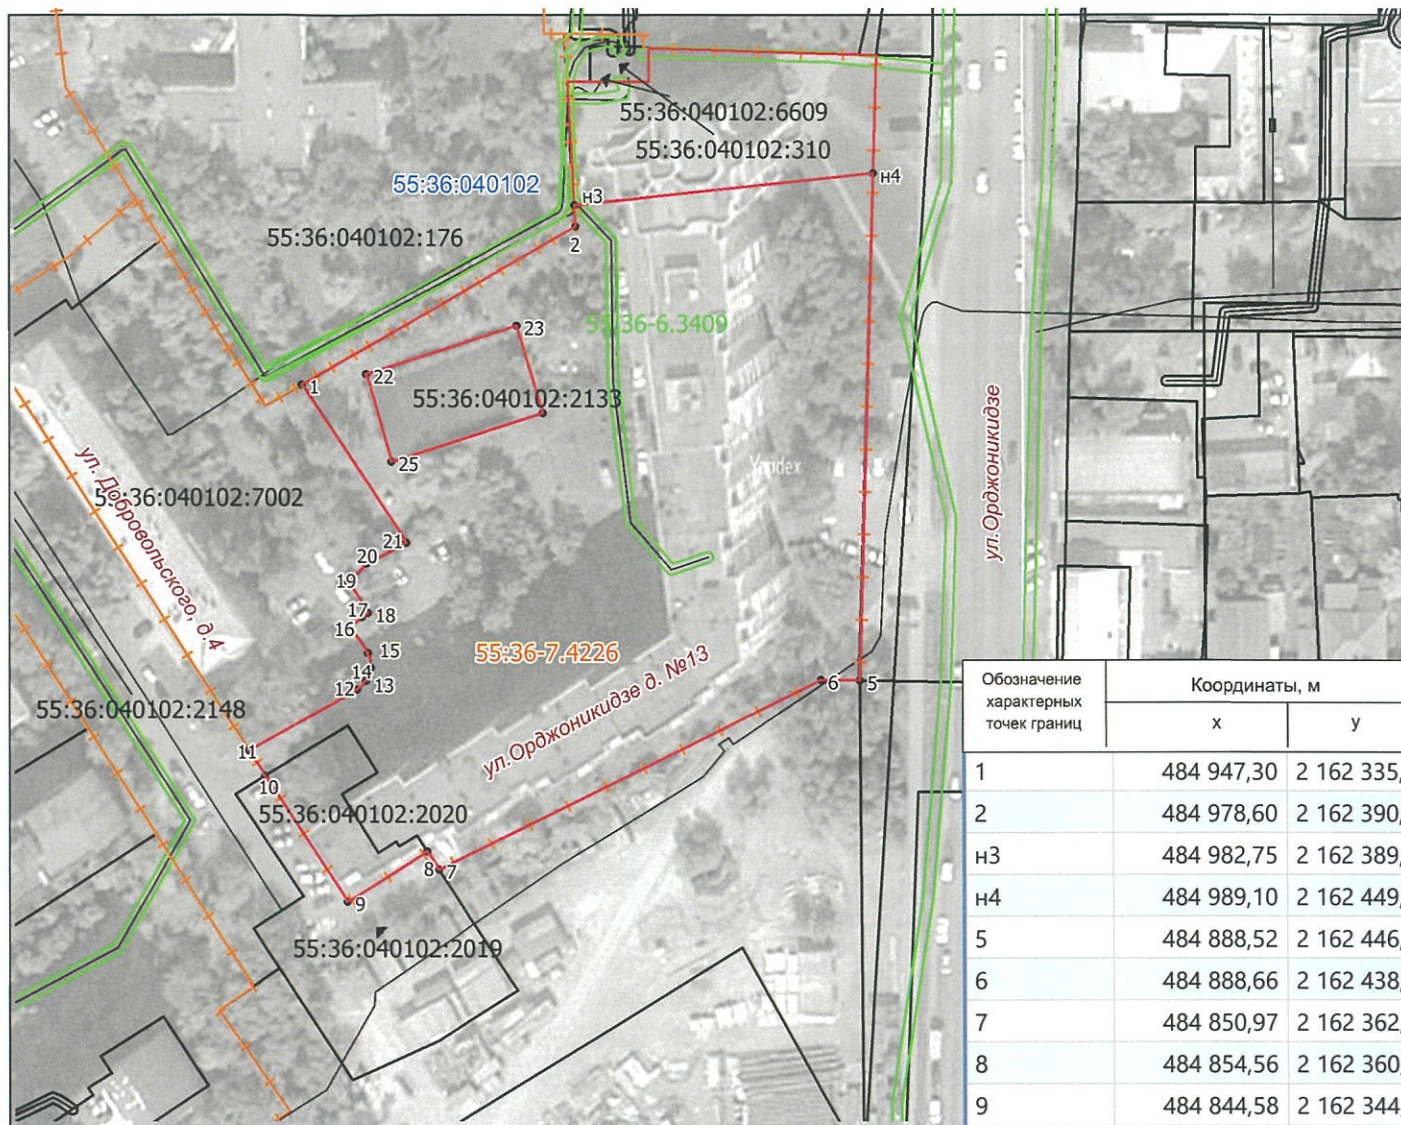 55:36:040102:6609
55:36:040102:310
55:36:040102
н4
н3
55:36:040102:176
2
23
55:36-6.3409
22
1
55:36:040102:2133
25
Yandex
ул.Орджоникидзе
ул. Добровольского, д.4
55:36:040102:7002
21
20
19
17
18
16
15
14
12
13
55:36-7.4226
ул.Орджоникидзе д. №13
6
5
55:36:040102:2148
11
10
55:36:040102:2020
8
7
9
55:36:040102:2019
Обозначение характерных точек границ
Координаты, м
x
y
1 484 947,30 2 162 335,
2 484 978,60 2 162 390,
н3 484 982,75 2 162 389,
н4 484 989,10 2 162 449,
5 484 888,52 2 162 446,
6 484 888,66 2 162 438,
7 484 850,97 2 162 362,
8 484 854,56 2 162 360,
9 484 844,58 2 162 344,